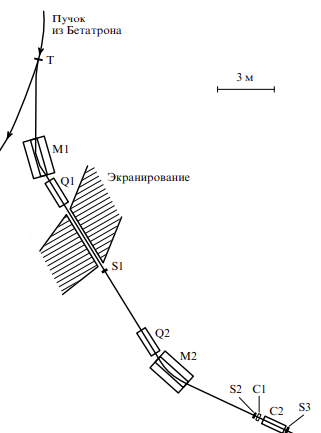 Пучок
из Бетатрона
T
3 м
M1
Q1
Экранирование
S1
Q2
M2
S2 C1
C2 S3